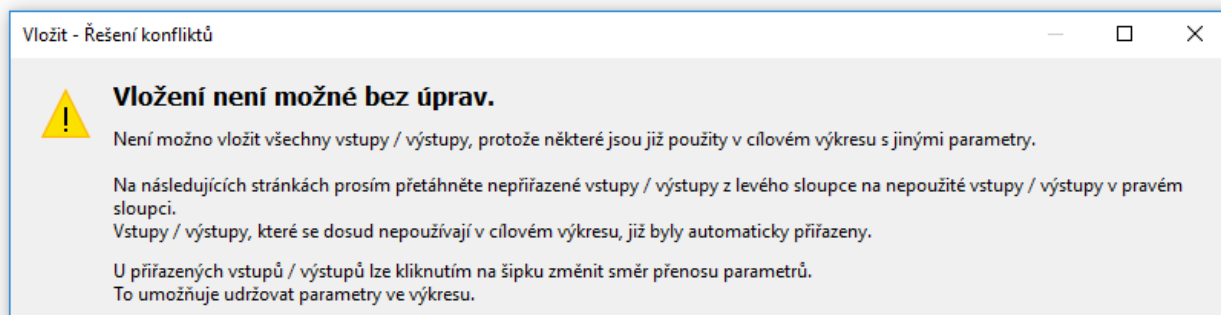 Vložit - Řešení konfliktů
Vložení není možné bez úprav.
Není možno vložit všechny vstupy / výstupy, protože některé jsou již použity v cílovém výkresu s jinými parametry.
Na následujících stránkách prosím přetáhněte nepřiřazené vstupy / výstupy z levého sloupce na nepoužité vstupy / výstupy v pravém
sloupci.
Vstupy / výstupy, které se dosud nepoužívají v cílovém výkresu, již byly automaticky přiřazeny.
U přiřazených vstupů / výstupů lze kliknutím na šipku změnit směr přenosu parametrů.
To umožňuje udržovat parametry ve výkresu.